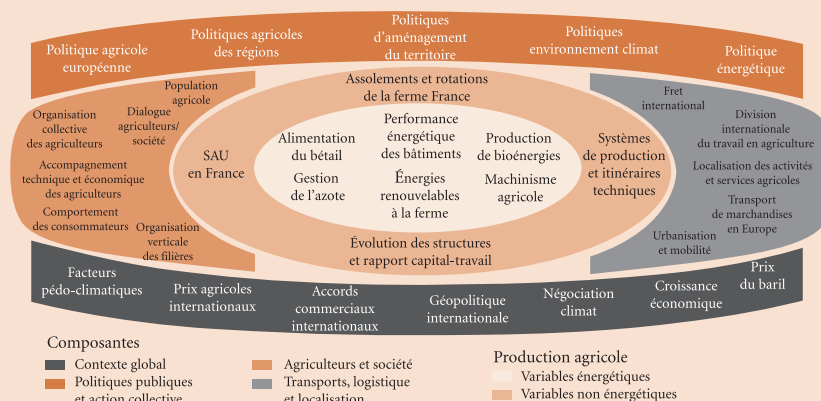 Politique agricole
européenne
Politiques agricoles
des régions
Politiques
d’aménagement
du territoire
Politiques
environnement climat
Politique
énergétique
Population
agricole
Organisation
collective
des agriculteurs
Dialogue
agriculteurs/
société
Accompagnement
technique et économique
des agriculteurs
Comportement
des consommateurs
Organisation
verticale
des filières
Assolements et rotations
de la ferme France
SAU
en France
Alimentation
du bétail
Performance
énergétique
des bâtiments
Production
de bioénergies
Gestion
de l’azote
Énergies
renouvelables
à la ferme
Machinisme
agricole
Systèmes
de production
et itinéraires
techniques
Évolution des structures
et rapport capital-travail
Fret
international
Division
internationale
du travail en agriculture
Localisation des activités
et services agricoles
Transport
de marchandises
en Europe
Urbanisation
et mobilité
Facteurs
pédo-climatiques
Prix agricoles
internationaux
Accords
commerciaux
internationaux
Géopolitique
internationale
Négociation
climat
Croissance
économique
Prix
du baril
Composantes
Contexte global
Politiques publiques
et action collective
Agriculteurs et société
Transports, logistique
et localisation
Production agricole
Variables énergétiques
Variables non énergétiques